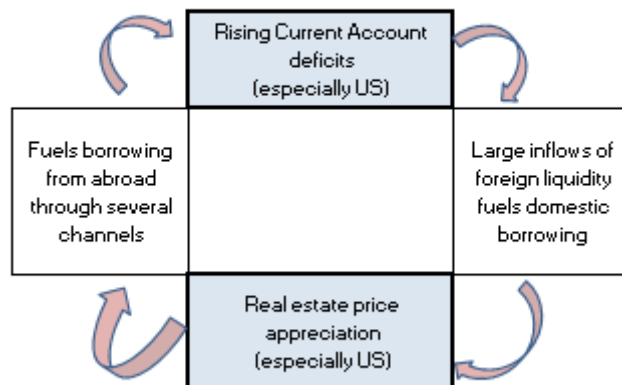 Rising Current Account
deficits
(especially US)
Fuels borrowing
from abroad
through several
channels
Large inflows of
foreign liquidity
fuels domestic
borrowing
Real estate price
appreciation
(especially US)